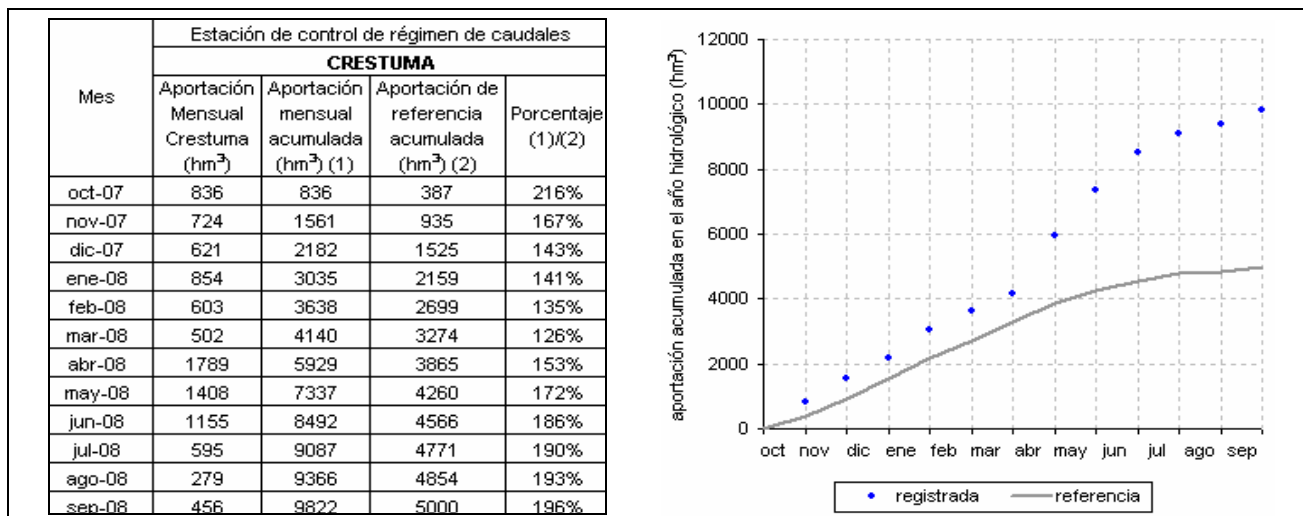 Estación de control de régimen de caudales
CRESTUMA
Mes
Aportación Mensual Crestuma (hm³)
Aportación mensual acumulada (hm³) (1)
Aportación de referencia acumulada (hm³) (2)
Porcentaje (1)/(2)
oct-07 836 836 387 216%
nov-07 724 1561 935 167%
dic-07 621 2182 1525 143%
ene-08 854 3035 2159 141%
feb-08 603 3638 2699 135%
mar-08 502 4140 3274 126%
abr-08 1789 5929 3865 153%
may-08 1408 7337 4260 172%
jun-08 1155 8492 4566 186%
jul-08 595 9087 4771 190%
ago-08 279 9366 4854 193%
sep-08 456 9822 5000 196%
aportación acumulada en el año hidrológico (hm³)
12000
10000
8000
6000
4000
2000
0
oct nov dic ene feb mar abr may jun jul ago sep
registrada referencia